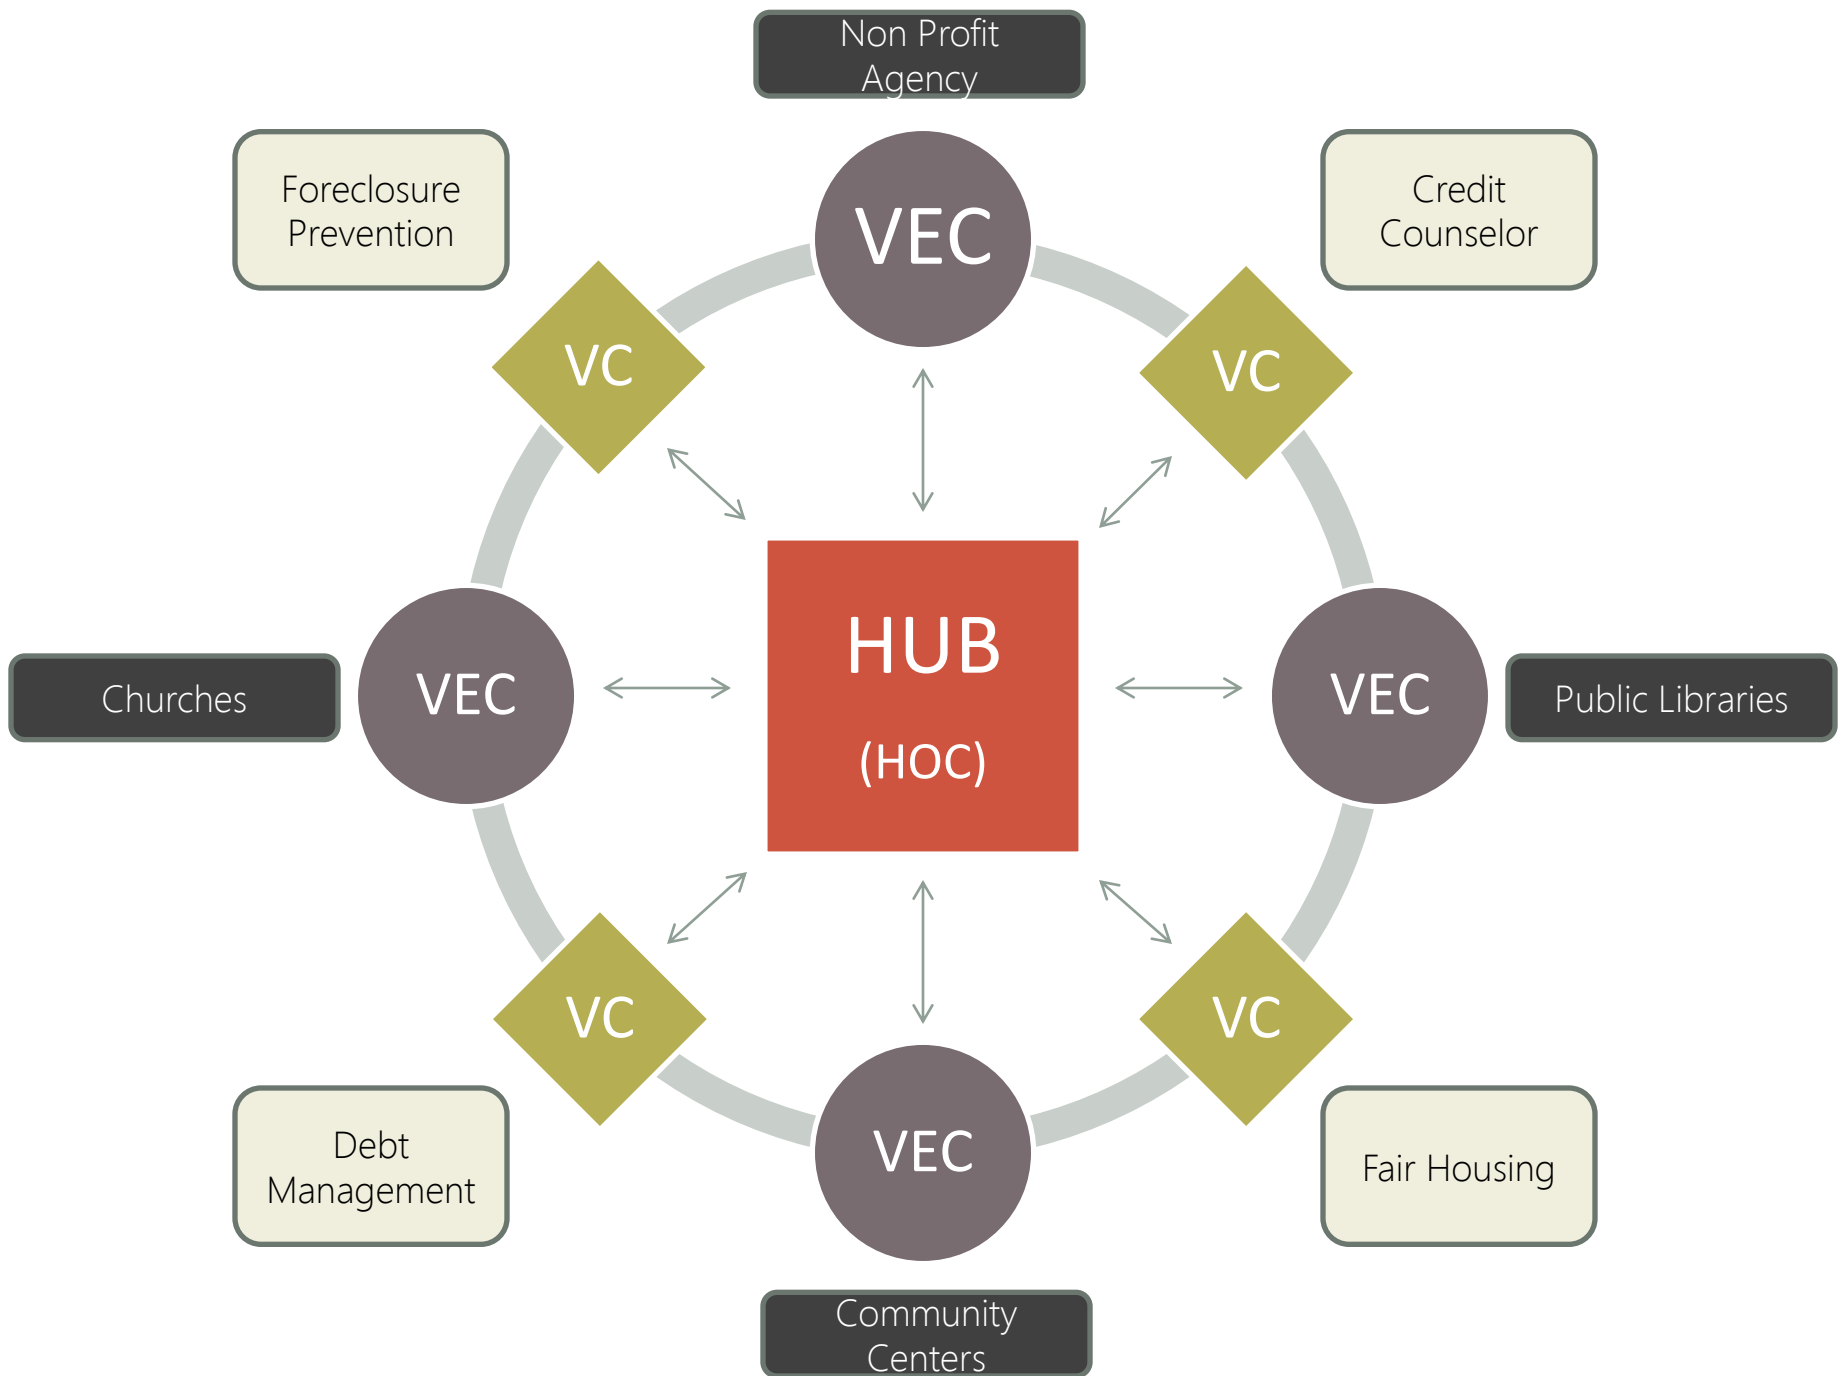 Non Profit
Agency
Foreclosure
Prevention
Credit
Counselor
VEC
VC
VC
HUB
(HOC)
Churches
VEC
VEC
Public Libraries
VC
VC
Debt
Management
VEC
Fair Housing
Community
Centers